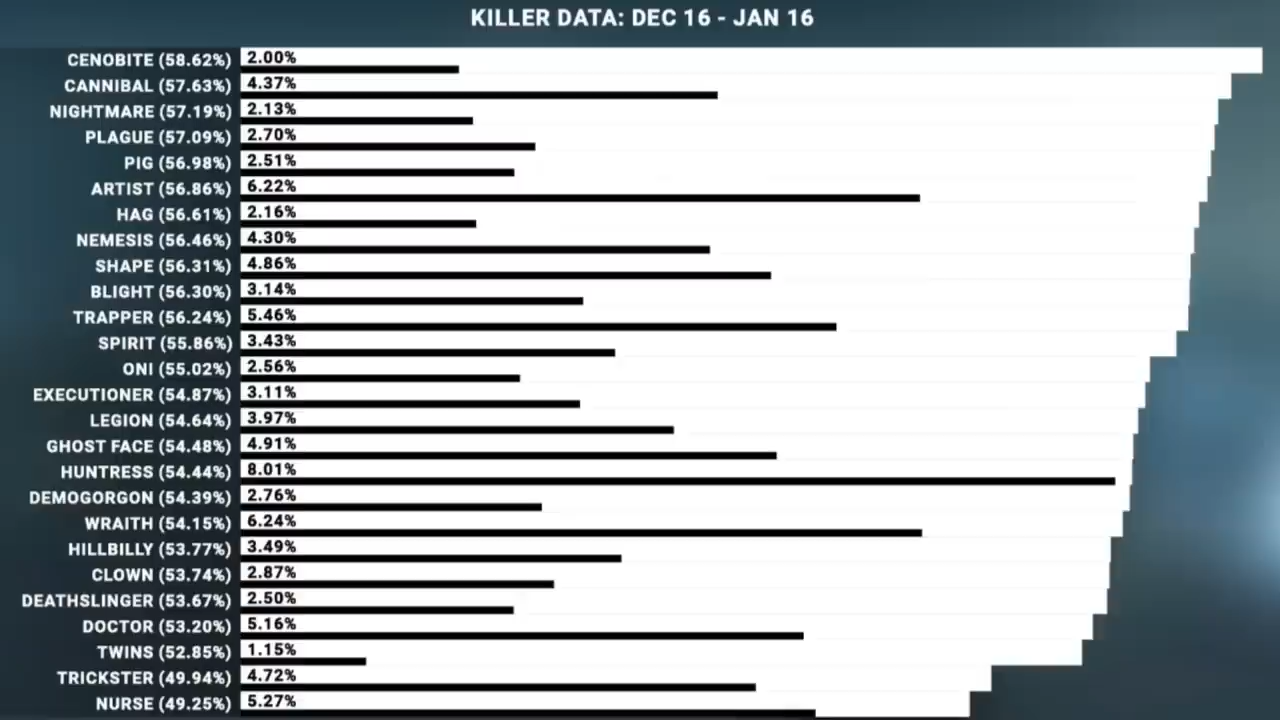 KILLER DATA: DEC 16 - JAN 16
CENOBITE (58.62%) 2.00%
CANNIBAL (57.63%) 4.37%
NIGHTMARE (57.19%) 2.13%
PLAGUE (57.09%) 2.70%
PIG (56.98%) 2.51%
ARTIST (56.86%) 6.22%
HAG (56.61%) 2.16%
NEMESIS (56.46%) 4.30%
SHAPE (56.31%) 4.86%
BLIGHT (56.30%) 3.14%
TRAPPER (56.24%) 5.46%
SPIRIT (55.86%) 3.43%
ONI (55.02%) 2.56%
EXECUTIONER (54.87%) 3.11%
LEGION (54.64%) 3.97%
GHOST FACE (54.48%) 4.91%
HUNTRESS (54.44%) 8.01%
DEMOGORGON (54.39%) 2.76%
WRAITH (54.15%) 6.24%
HILLBILLY (53.77%) 3.49%
CLOWN (53.74%) 2.87%
DEATHSLINGER (53.67%) 2.50%
DOCTOR (53.20%) 5.16%
TWINS (52.85%) 1.15%
TRICKSTER (49.94%) 4.72%
NURSE (49.25%) 5.27%